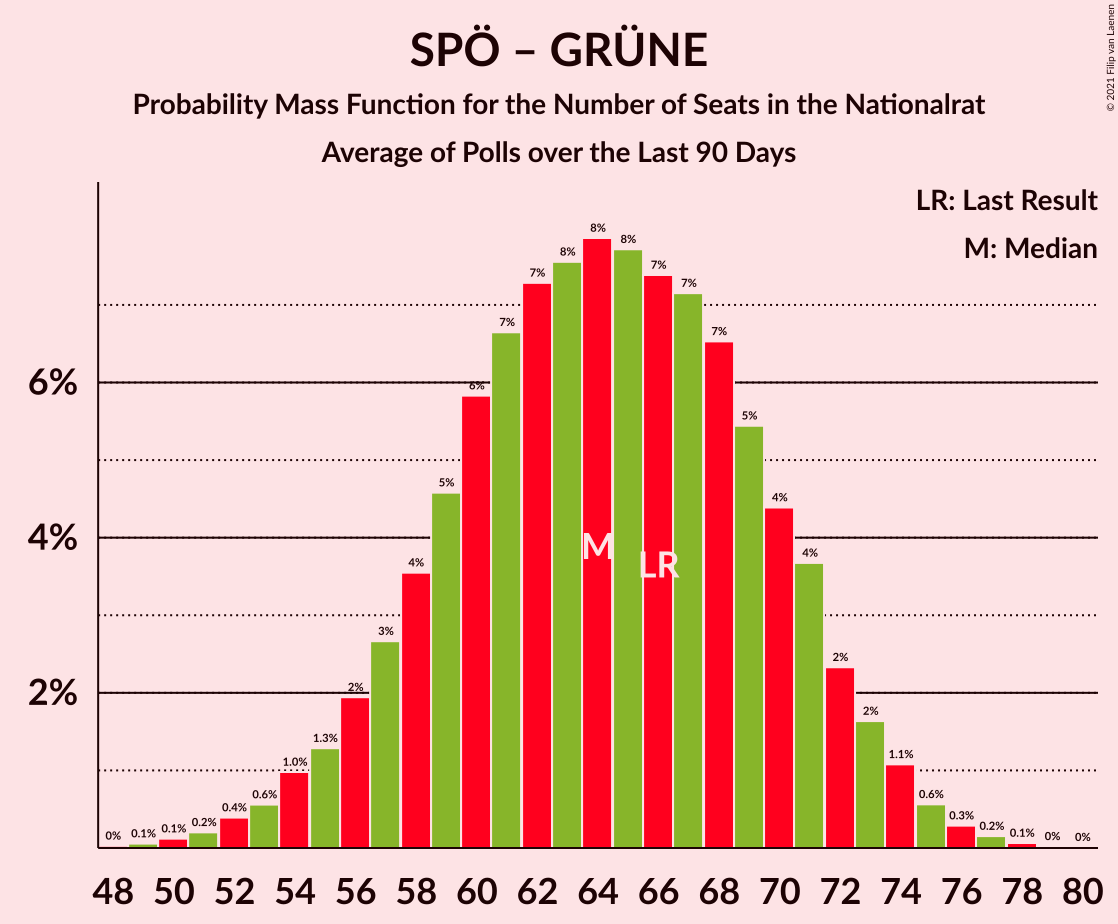 SPÖ – GRÜNE
Probability Mass Function for the Number of Seats in the Nationalrat
Average of Polls over the Last 90 Days
© 2021 Filip van Laenen
LR: Last Result
M: Median
6%
4%
2%
0% 0.1% 0.1% 0.2% 0.4% 0.6% 1.0% 1.3% 2% 3% 4% 5% 6% 7% 7% 8% 8% 8% 7% 7% 7% 5% 4% 4% 2% 2% 1.1% 0.6% 0.3% 0.2% 0.1% 0% 0%
M
LR
48 50 52 54 56 58 60 62 64 66 68 70 72 74 76 78 80